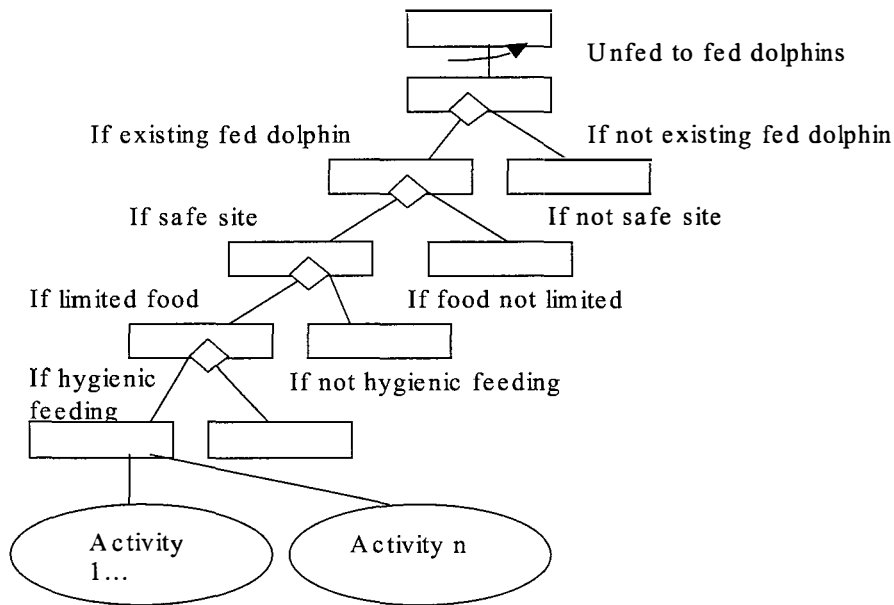 Unfed to fed dolphins
If existing fed dolphin
If not existing fed dolphin
If safe site
If not safe site
If limited food
If food not limited
If hygienic
feeding
If not hygienic feeding
Activity
1...
Activity n